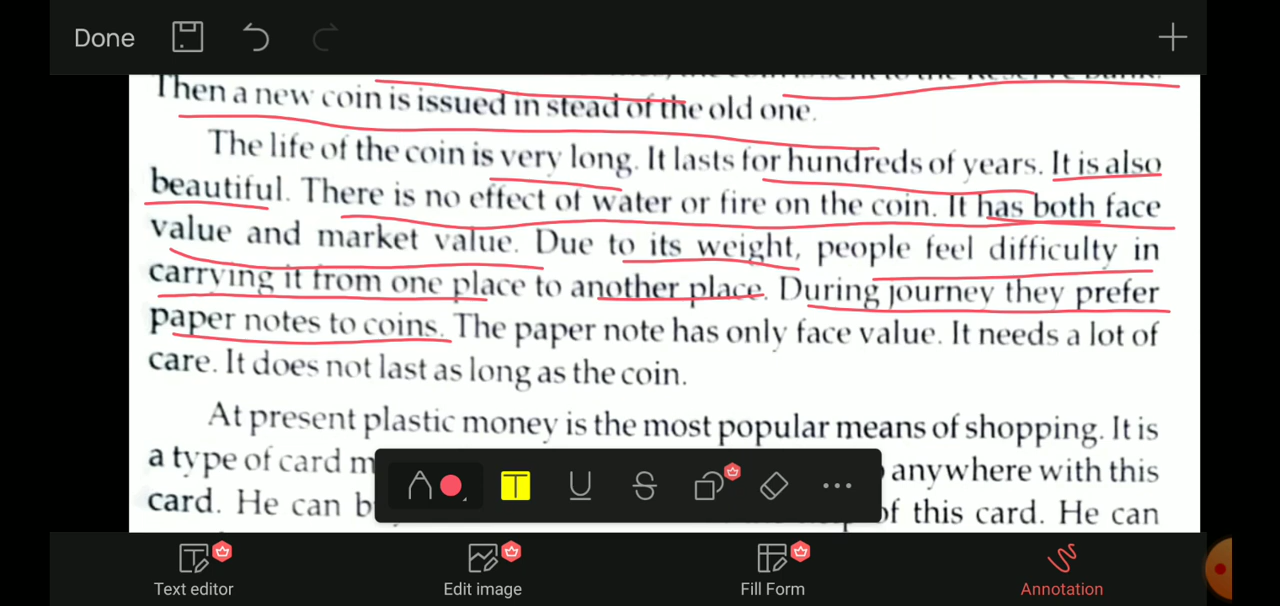 Done
the Reserve Bank.
Then a new coin is issued in stead of the old one.
The life of the coin is very long. It lasts for hundreds of years. It is also
beautiful. There is no effect of water or fire on the coin. It has both face
value and market value. Due to its weight, people feel difficulty in
carrying it from one place to another place. During journey they prefer
paper notes to coins. The paper note has only face value. It needs a lot of
care. It does not last as long as the coin.
At present plastic money is the most popular means of shopping. It is
a type of card anywhere with this
card. He can of this card. He can
T U S
Text editor
Edit image
Fill Form
Annotation